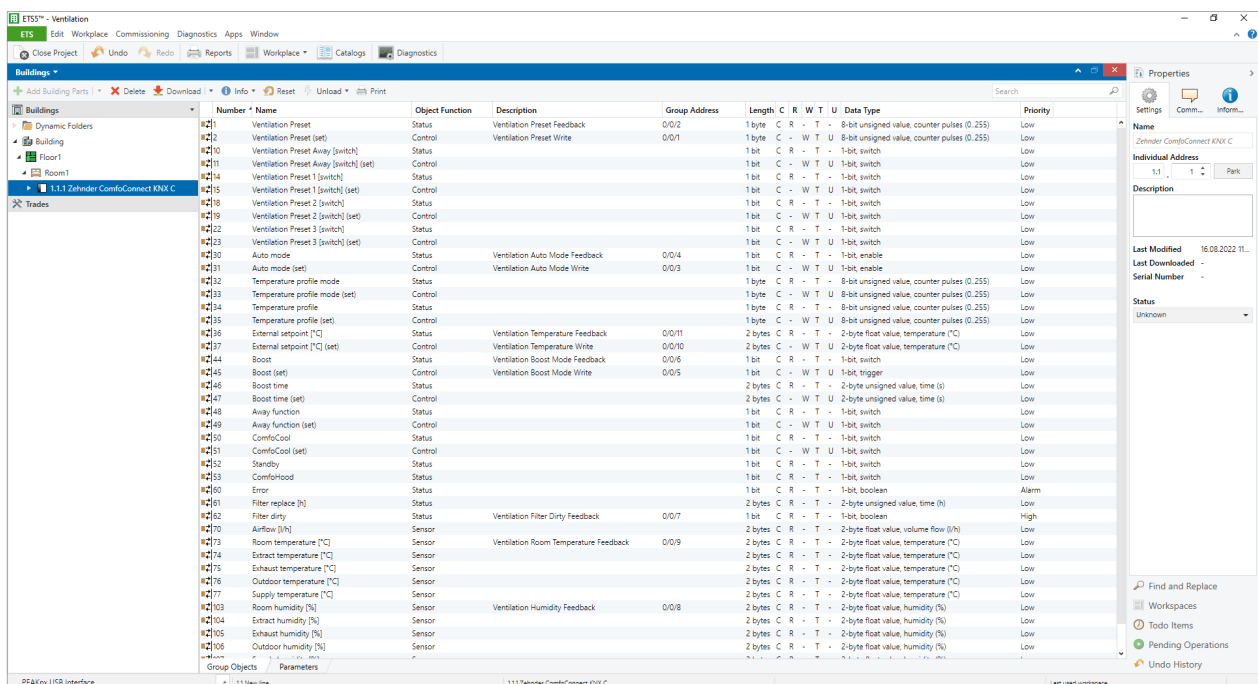 ETS5™ - Ventilation
ETS Edit Workplace Commissioning Diagnostics Apps Window
Close Project Undo Redo Reports Workplace Catalogs Diagnostics
Buildings
Add Building Parts Delete Download Info Reset Unload Print Search
Buildings
Dynamic Folders
Building
Floor1
Room1
1.1.1 Zehnder ComfoConnect KNX C
Trades
Number * Name Object Function Description Group Address Length C R W T U Data Type Priority
1 Ventilation Preset Status Ventilation Preset Feedback 0/0/2 1 byte C R - T - 8-bit unsigned value, counter pulses (0..255) Low
2 Ventilation Preset (set) Control Ventilation Preset Write 0/0/1 1 byte C - W T U 8-bit unsigned value, counter pulses (0..255) Low
10 Ventilation Preset Away [switch] Status 1 bit C R - T - 1-bit, switch Low
11 Ventilation Preset Away [switch] (set) Control 1 bit C - W T U 1-bit, switch Low
14 Ventilation Preset 1 [switch] Status 1 bit C R - T - 1-bit, switch Low
15 Ventilation Preset 1 [switch] (set) Control 1 bit C - W T U 1-bit, switch Low
18 Ventilation Preset 2 [switch] Status 1 bit C R - T - 1-bit, switch Low
19 Ventilation Preset 2 [switch] (set) Control 1 bit C - W T U 1-bit, switch Low
22 Ventilation Preset 3 [switch] Status 1 bit C R - T - 1-bit, switch Low
23 Ventilation Preset 3 [switch] (set) Control 1 bit C - W T U 1-bit, switch Low
30 Auto mode Status Ventilation Auto Mode Feedback 0/0/4 1 bit C R - T - 1-bit, enable Low
31 Auto mode (set) Control Ventilation Auto Mode Write 0/0/3 1 bit C - W T U 1-bit, enable Low
32 Temperature profile mode Status 1 byte C R - T - 8-bit unsigned value, counter pulses (0..255) Low
33 Temperature profile mode (set) Control 1 byte C - W T U 8-bit unsigned value, counter pulses (0..255) Low
34 Temperature profile Status 1 byte C R - T - 8-bit unsigned value, counter pulses (0..255) Low
35 Temperature profile (set) Control 1 byte C - W T U 8-bit unsigned value, counter pulses (0..255) Low
36 External setpoint [°C] Status Ventilation Temperature Feedback 0/0/11 2 bytes C R - T - 2-byte float value, temperature (°C) Low
37 External setpoint [°C] (set) Control Ventilation Temperature Write 0/0/10 2 bytes C - W T U 2-byte float value, temperature (°C) Low
44 Boost Status Ventilation Boost Mode Feedback 0/0/6 1 bit C R - T - 1-bit, switch Low
45 Boost (set) Control Ventilation Boost Mode Write 0/0/5 1 bit C - W T U 1-bit, trigger Low
46 Boost time Status 2 bytes C R - T - 2-byte unsigned value, time (s) Low
47 Boost time (set) Control 2 bytes C - W T U 2-byte unsigned value, time (s) Low
48 Away function Status 1 bit C R - T - 1-bit, switch Low
49 Away function (set) Control 1 bit C - W T U 1-bit, switch Low
50 ComfoCool Status 1 bit C R - T - 1-bit, switch Low
51 ComfoCool (set) Control 1 bit C - W T U 1-bit, switch Low
52 Standby Status 1 bit C R - T - 1-bit, switch Low
53 ComfoHood Status 1 bit C R - T - 1-bit, switch Low
60 Error Status 1 bit C R - T - 1-bit, boolean Alarm
61 Filter replace [h] Status 2 bytes C R - T - 2-byte unsigned value, time (h) Low
62 Filter dirty Status Ventilation Filter Dirty Feedback 0/0/7 1 bit C R - T - 1-bit, boolean High
70 Airflow [l/h] Sensor 2 bytes C R - T - 2-byte float value, volume flow (l/h) Low
73 Room temperature [°C] Sensor Ventilation Room Temperature Feedback 0/0/9 2 bytes C R - T - 2-byte float value, temperature (°C) Low
74 Extract temperature [°C] Sensor 2 bytes C R - T - 2-byte float value, temperature (°C) Low
75 Exhaust temperature [°C] Sensor 2 bytes C R - T - 2-byte float value, temperature (°C) Low
76 Outdoor temperature [°C] Sensor 2 bytes C R - T - 2-byte float value, temperature (°C) Low
77 Supply temperature [°C] Sensor 2 bytes C R - T - 2-byte float value, temperature (°C) Low
103 Room humidity [%] Sensor Ventilation Humidity Feedback 0/0/8 2 bytes C R - T - 2-byte float value, humidity (%) Low
104 Extract humidity [%] Sensor 2 bytes C R - T - 2-byte float value, humidity (%) Low
105 Exhaust humidity [%] Sensor 2 bytes C R - T - 2-byte float value, humidity (%) Low
106 Outdoor humidity [%] Sensor 2 bytes C R - T - 2-byte float value, humidity (%) Low
Group Objects Parameters
Properties
Settings Comm... Inform...
Name
Zehnder ComfoConnect KNX C
Individual Address
1.1 . 1 Park
Description
Last Modified 16.08.2022 11...
Last Downloaded -
Serial Number -
Status
Unknown
Find and Replace
Workspaces
Todo Items
Pending Operations
Undo History
PEAKnx USB Interface 1.1 New line 1.1.1 Zehnder ComfoConnect KNX C Last used workspace